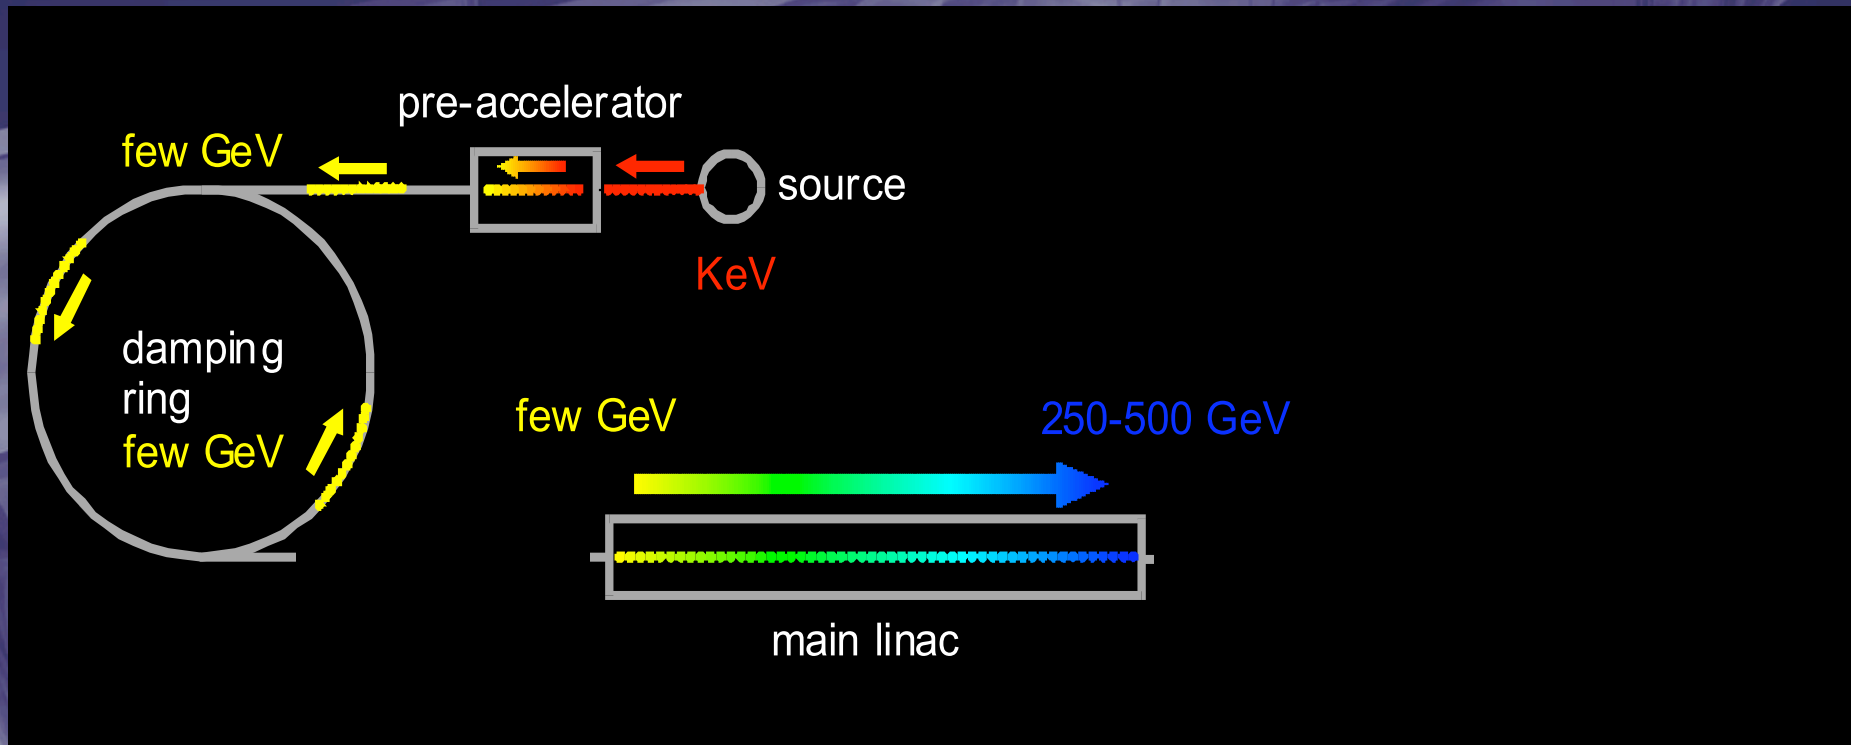 pre-accelerator
few GeV
source
KeV
damping
ring
few GeV
few GeV
250-500 GeV
main linac